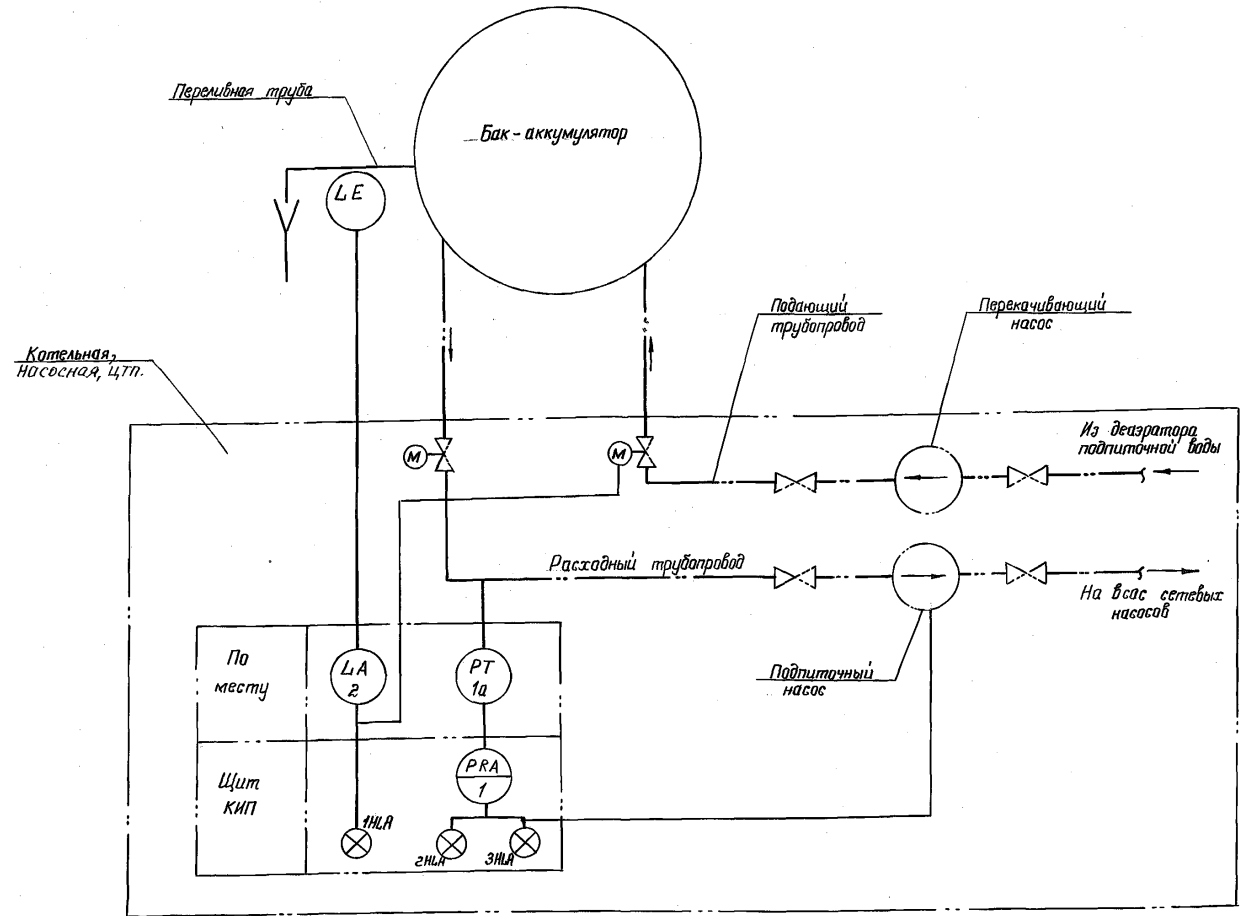 Переливная труба
Бак-аккумулятор
LE
Подающий
трубопровод
Перекачивающий
насос
Котельная,
насосная, цтп.
М
М
Из деаэратора
подпиточной воды
Расходный трубопровод
На всас сетевых
насосов
По
месту
LA
2
PT
1а
Подпиточный
насос
Щит
КИП
PRA
1
1HLA
2HLA
3HLA